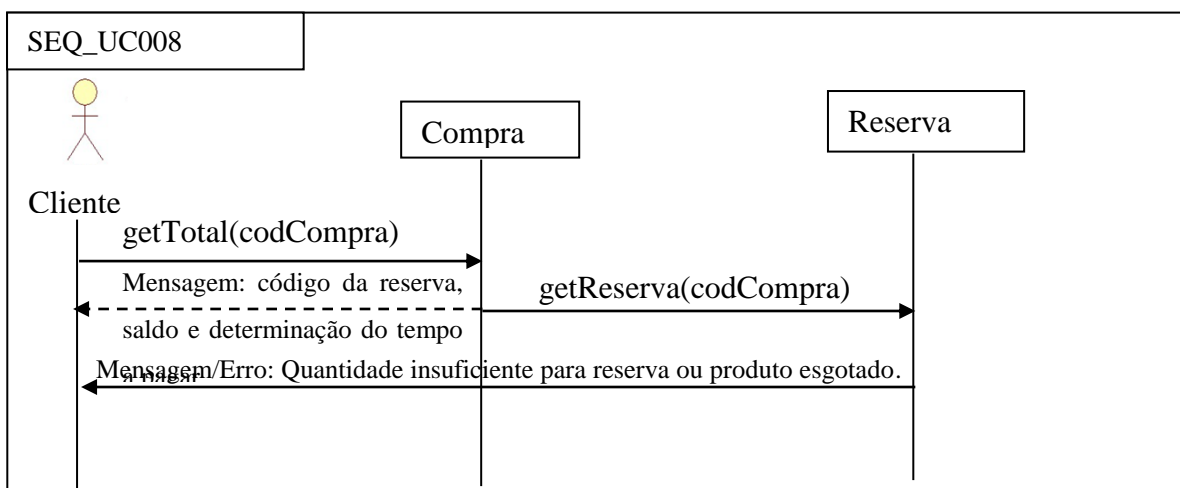 SEQ_UC008
Compra
Reserva
Cliente
getTotal(codCompra)
Mensagem: código da reserva,
getReserva(codCompra)
saldo e determinação do tempo
Mensagem/Erro: Quantidade insuficiente para reserva ou produto esgotado.